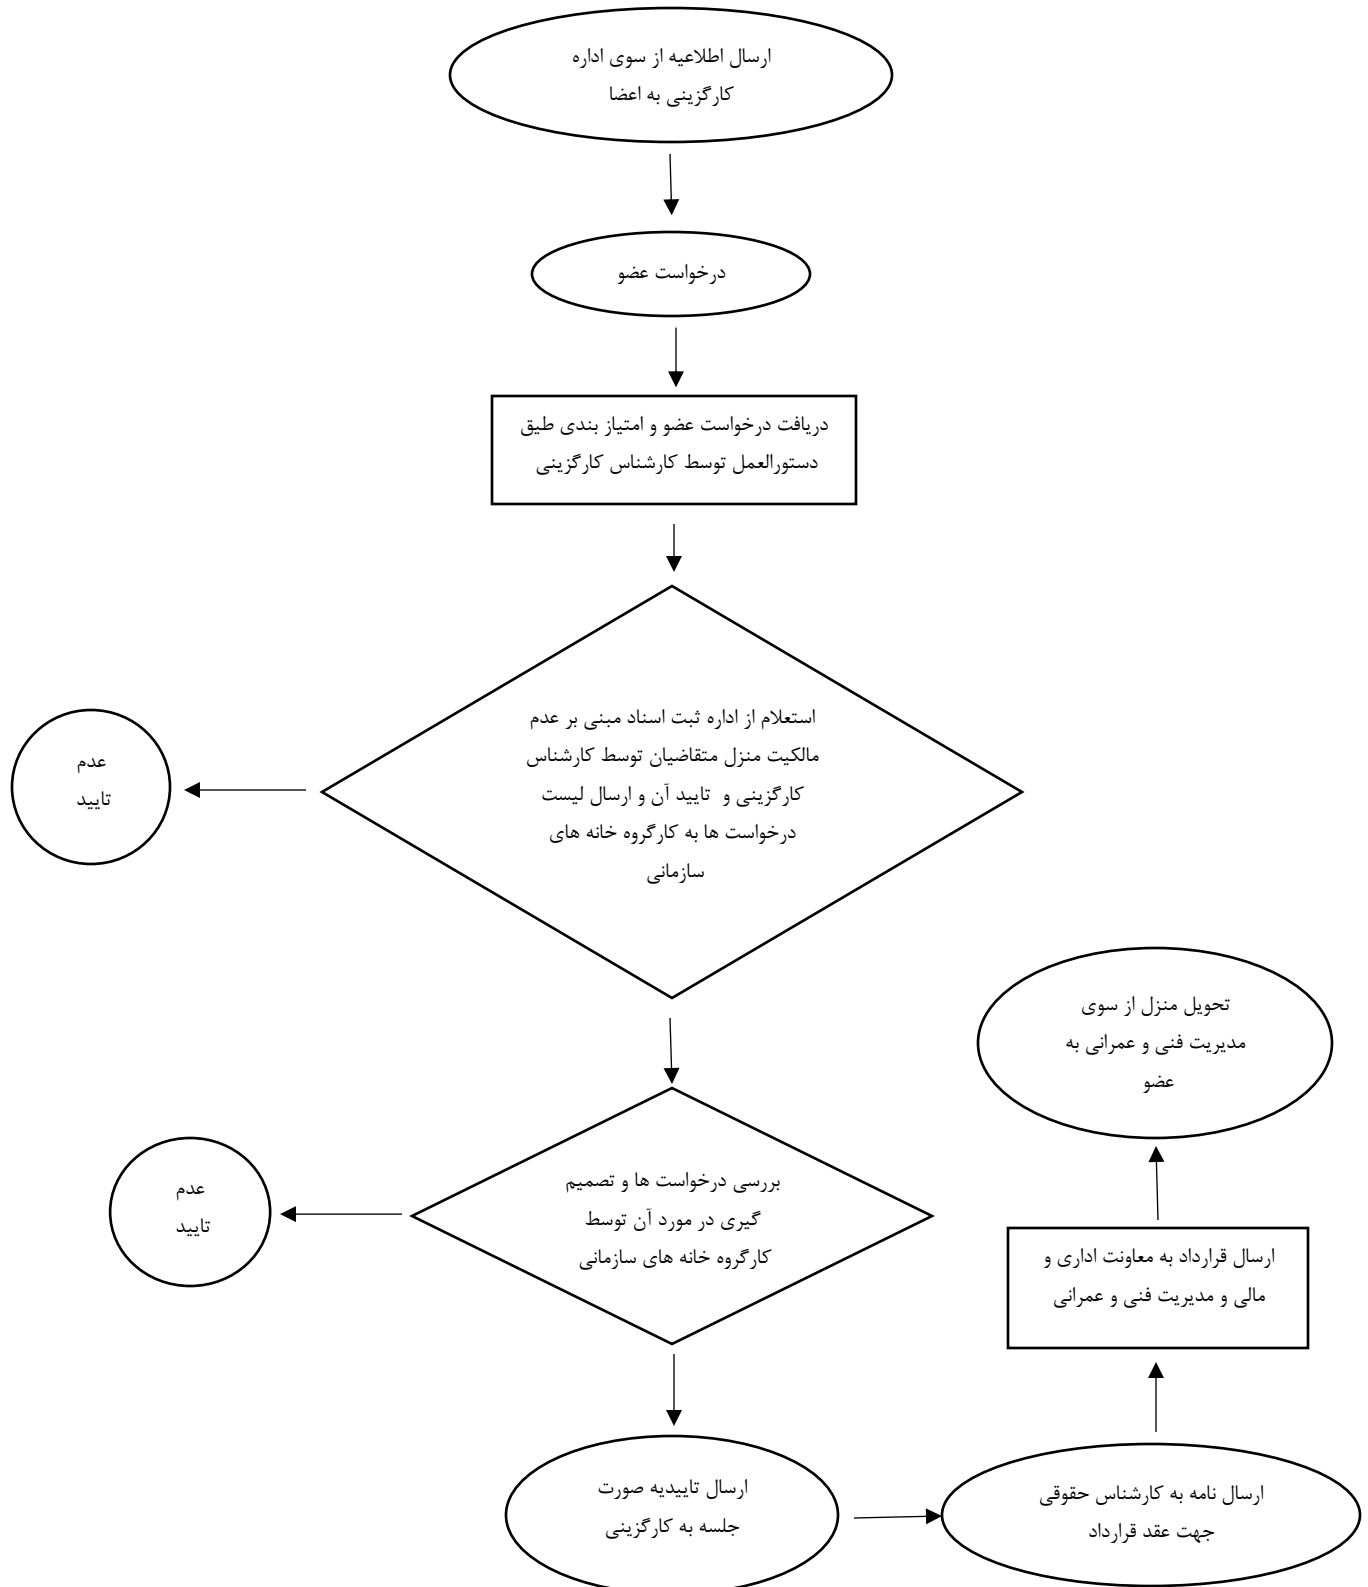 ارسال اطلاعیه از سوی اداره
کارگزینی به اعضا
درخواست عضو
دریافت درخواست عضو و امتیاز بندی طیق
دستورالعمل توسط کارشناس کارگزینی
استعلام از اداره ثبت اسناد مبنی بر عدم
مالکیت منزل متقاضیان توسط کارشناس
کارگزینی و تایید آن و ارسال لیست
درخواست ها به کارگروه خانه های
سازمانی
عدم
تایید
بررسی درخواست ها و تصمیم
گیری در مورد آن توسط
کارگروه خانه های سازمانی
عدم
تایید
ارسال تاییدیه صورت
جلسه به کارگزینی
ارسال نامه به کارشناس حقوقی
جهت عقد قرارداد
ارسال قرارداد به معاونت اداری و
مالی و مدیریت فنی و عمرانی
تحویل منزل از سوی
مدیریت فنی و عمرانی به
عضو